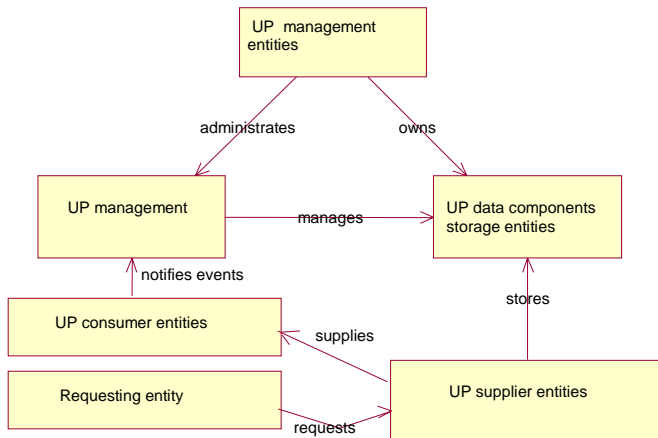 UP management
entities
administrates
owns
UP management
UP data components
storage entities
manages
notifies events
stores
UP consumer entities
supplies
Requesting entity
UP supplier entities
requests